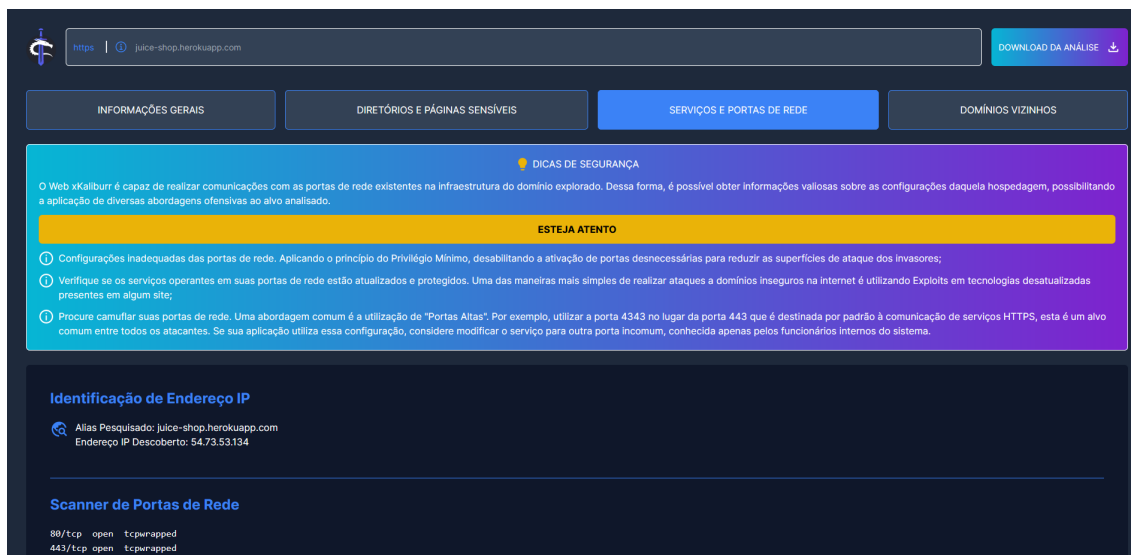 https | juice-shop.herokuapp.com
DOWNLOAD DA ANÁLISE
INFORMAÇÕES GERAIS
DIRETÓRIOS E PÁGINAS SENSÍVEIS
SERVIÇOS E PORTAS DE REDE
DOMÍNIOS VIZINHOS
DICAS DE SEGURANÇA
O Web xKaliburr é capaz de realizar comunicações com as portas de rede existentes na infraestrutura do domínio explorado. Dessa forma, é possível obter informações valiosas sobre as configurações daquela hospedagem, possibilitando
a aplicação de diversas abordagens ofensivas ao alvo analisado.
ESTEJA ATENTO
Configurações inadequadas das portas de rede. Aplicando o princípio do Privilégio Mínimo, desabilitando a ativação de portas desnecessárias para reduzir as superfícies de ataque dos invasores;
Verifique se os serviços operantes em suas portas de rede estão atualizados e protegidos. Uma das maneiras mais simples de realizar ataques a domínios inseguros na internet é utilizando Exploits em tecnologias desatualizadas
presentes em algum site;
Procure camuflar suas portas de rede. Uma abordagem comum é a utilização de "Portas Altas". Por exemplo, utilizar a porta 4343 no lugar da porta 443 que é destinada por padrão à comunicação de serviços HTTPS, esta é um alvo
comum entre todos os atacantes. Se sua aplicação utiliza essa configuração, considere modificar o serviço para outra porta incomum, conhecida apenas pelos funcionários internos do sistema.
Identificação de Endereço IP
Alias Pesquisado: juice-shop.herokuapp.com
Endereço IP Descoberto: 54.73.53.134
Scanner de Portas de Rede
80/tcp open tcpwrapped
443/tcp open tcpwrapped